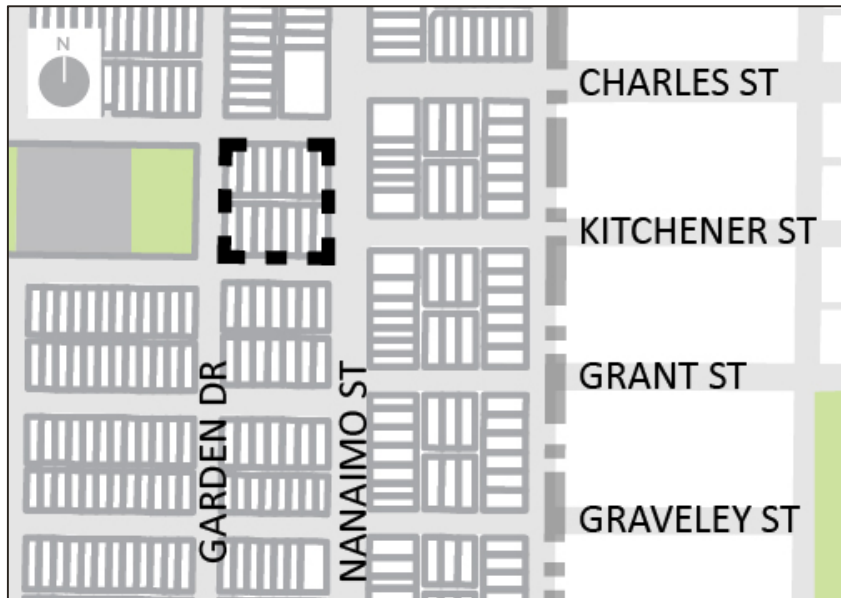 N
CHARLES ST
KITCHENER ST
GRANT ST
GRAVELEY ST
GARDEN DR
NANAIMO ST